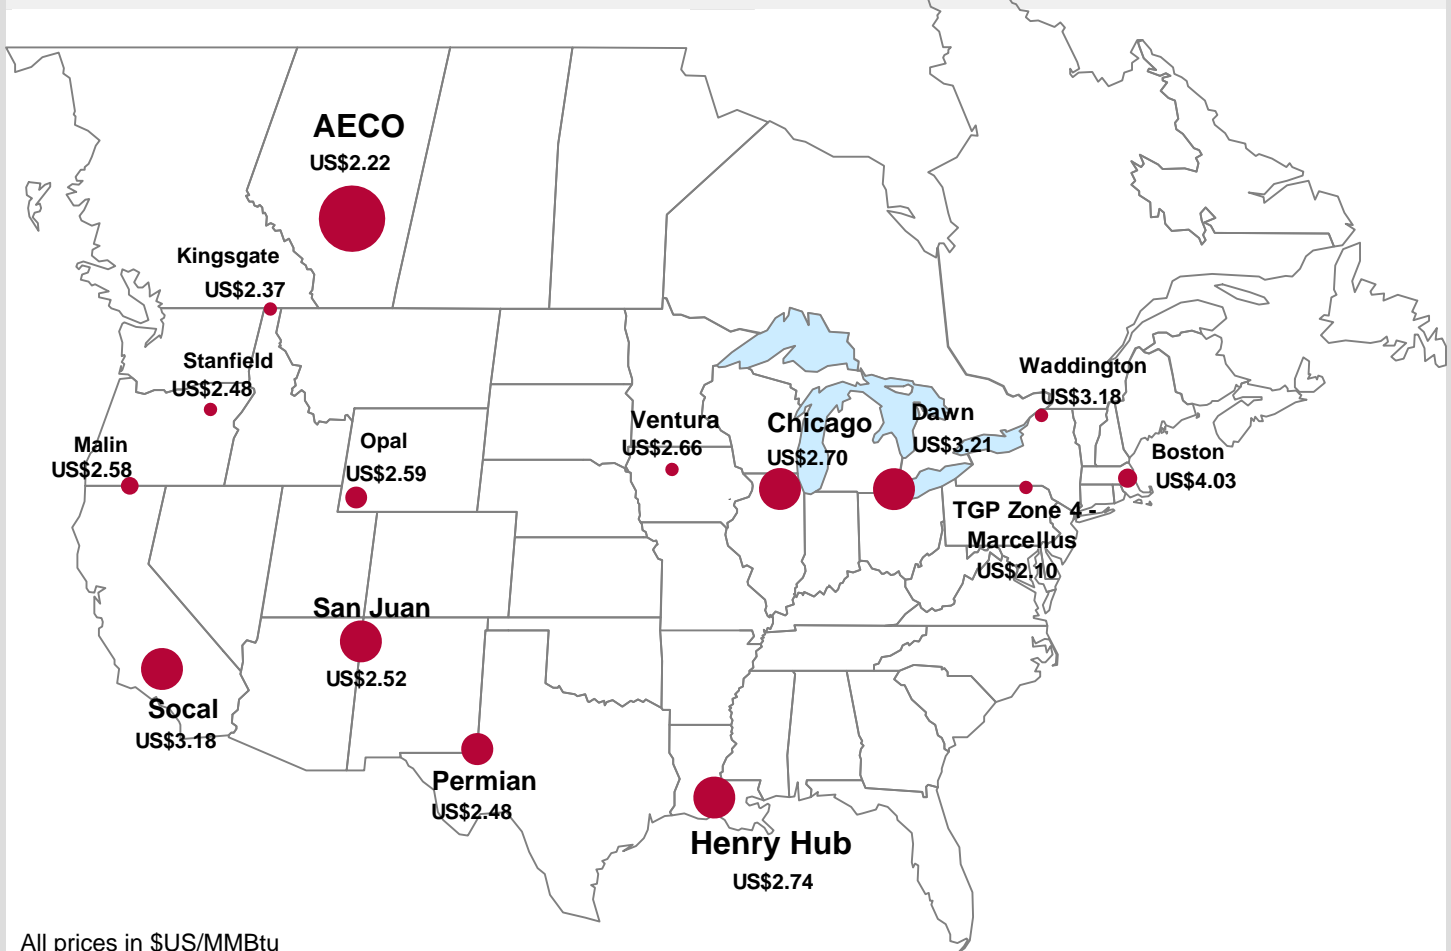 AECO
US$2.22
Kingsgate
US$2.37
Stanfield
US$2.48
Malin
US$2.58
Opal
US$2.59
Ventura
US$2.66
Chicago
US$2.70
Dawn
US$3.21
Waddington
US$3.18
Boston
US$4.03
TGP Zone 4 -
Marcellus
US$2.10
San Juan
US$2.52
Socal
US$3.18
Permian
US$2.48
Henry Hub
US$2.74
All prices in $US/MMBtu